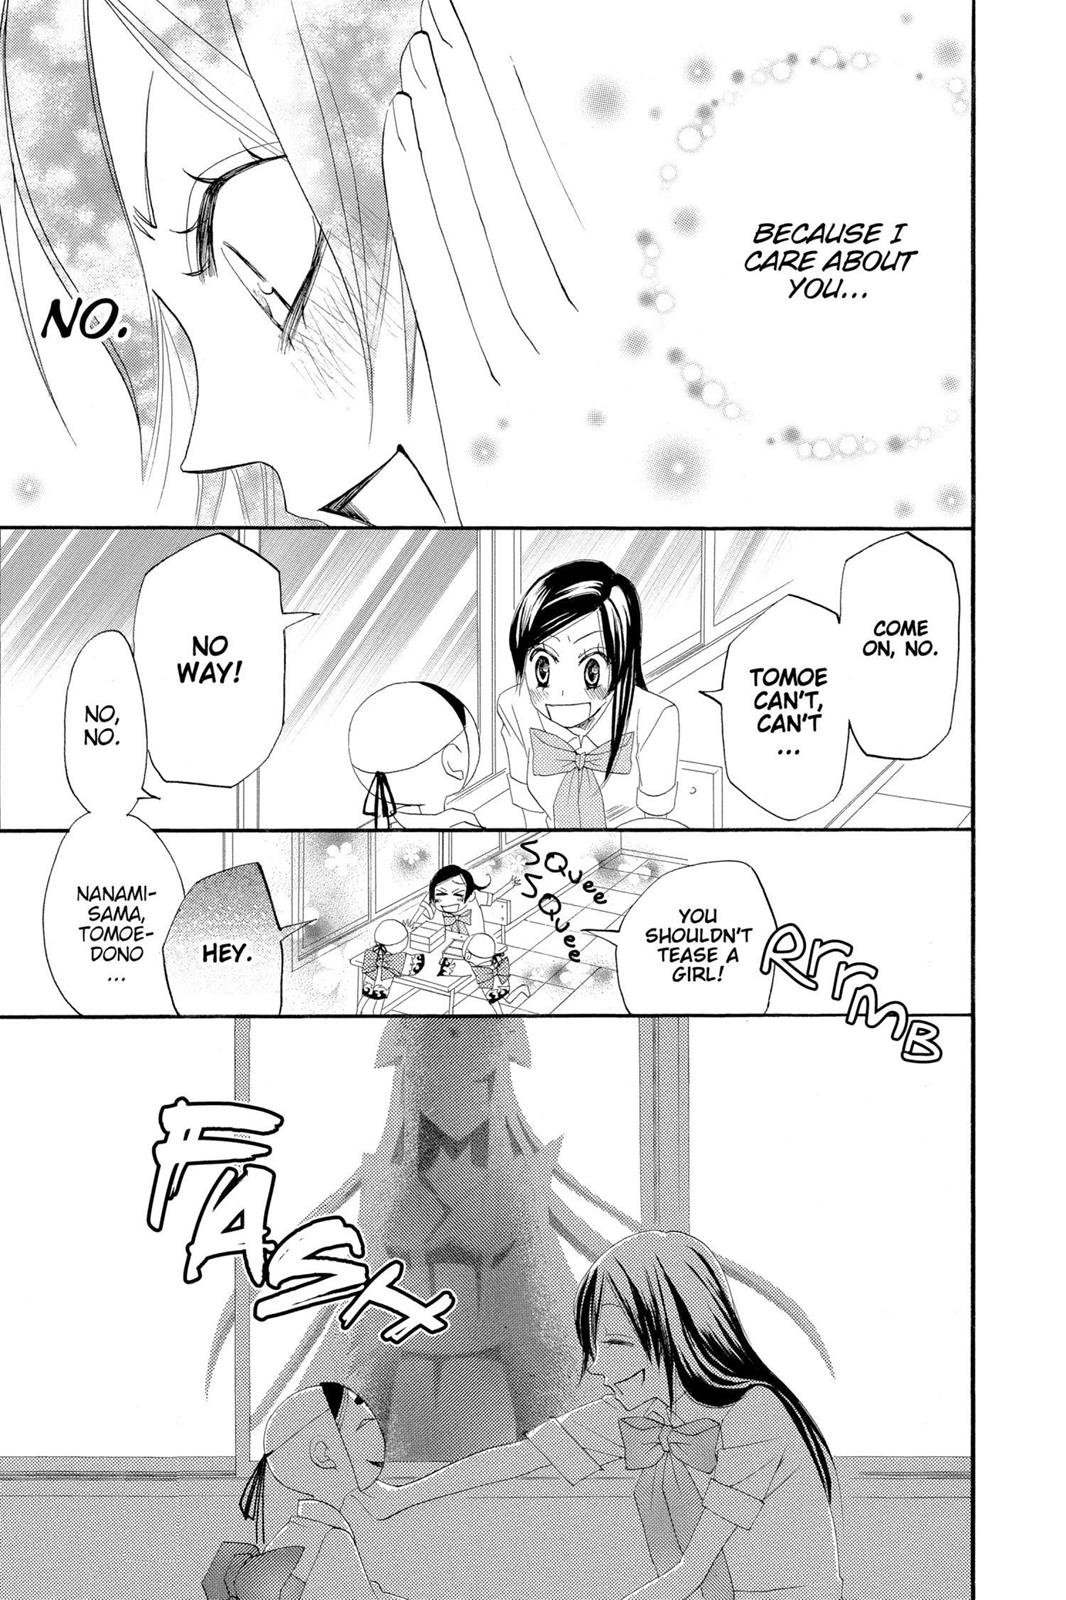 BECAUSE I
CARE ABOUT
YOU...
NO.
COME
ON, NO.
TOMOE
CAN'T,
CAN'T
...
NO
WAY!
NO,
NO.
YOU
SHOULDN'T
TEASE A
GIRL!
SQUEE
SQUEE
HEY.
NANAMI-
SAMA,
TOMOE-
DONO
...
RRRMB
FASH